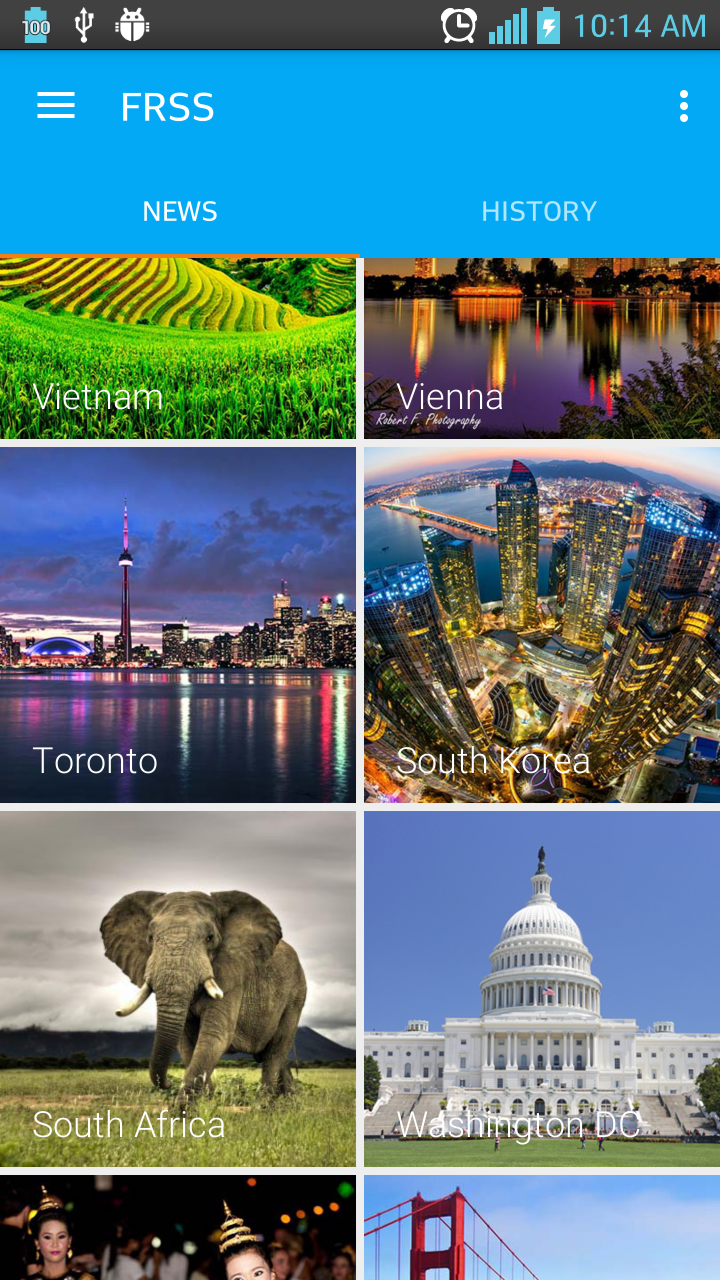 100
10:14 AM
FRSS
NEWS
HISTORY
Vietnam
Vienna
Robert F. Photography
Toronto
South Korea
South Africa
Washington DC